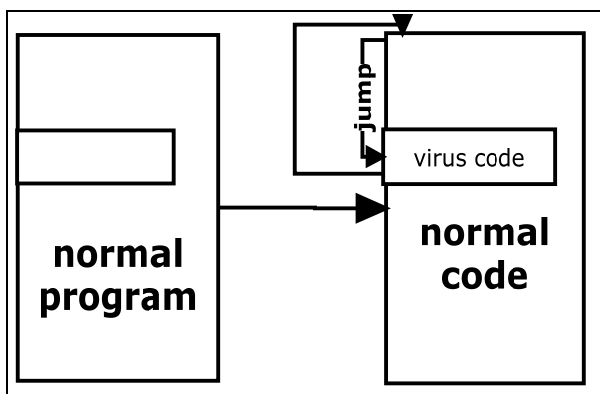 normal
program
jump
virus code
normal
code